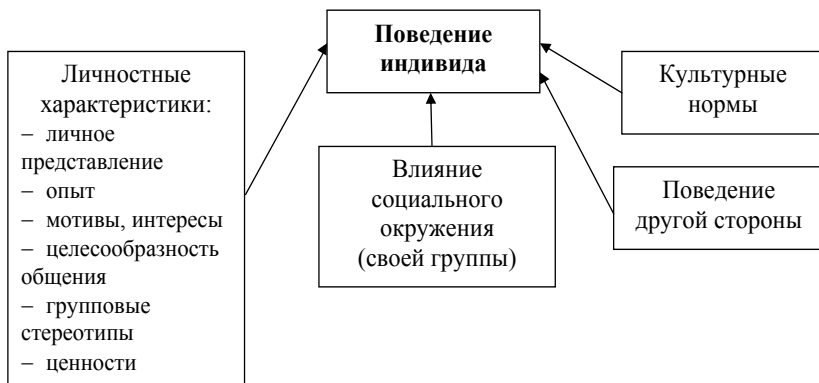 Поведение
индивида
Личностные
характеристики:
– личное
представление
– опыт
– мотивы, интересы
– целесообразность
общения
– групповые
стереотипы
– ценности
Влияние
социального
окружения
(своей группы)
Культурные
нормы
Поведение
другой стороны